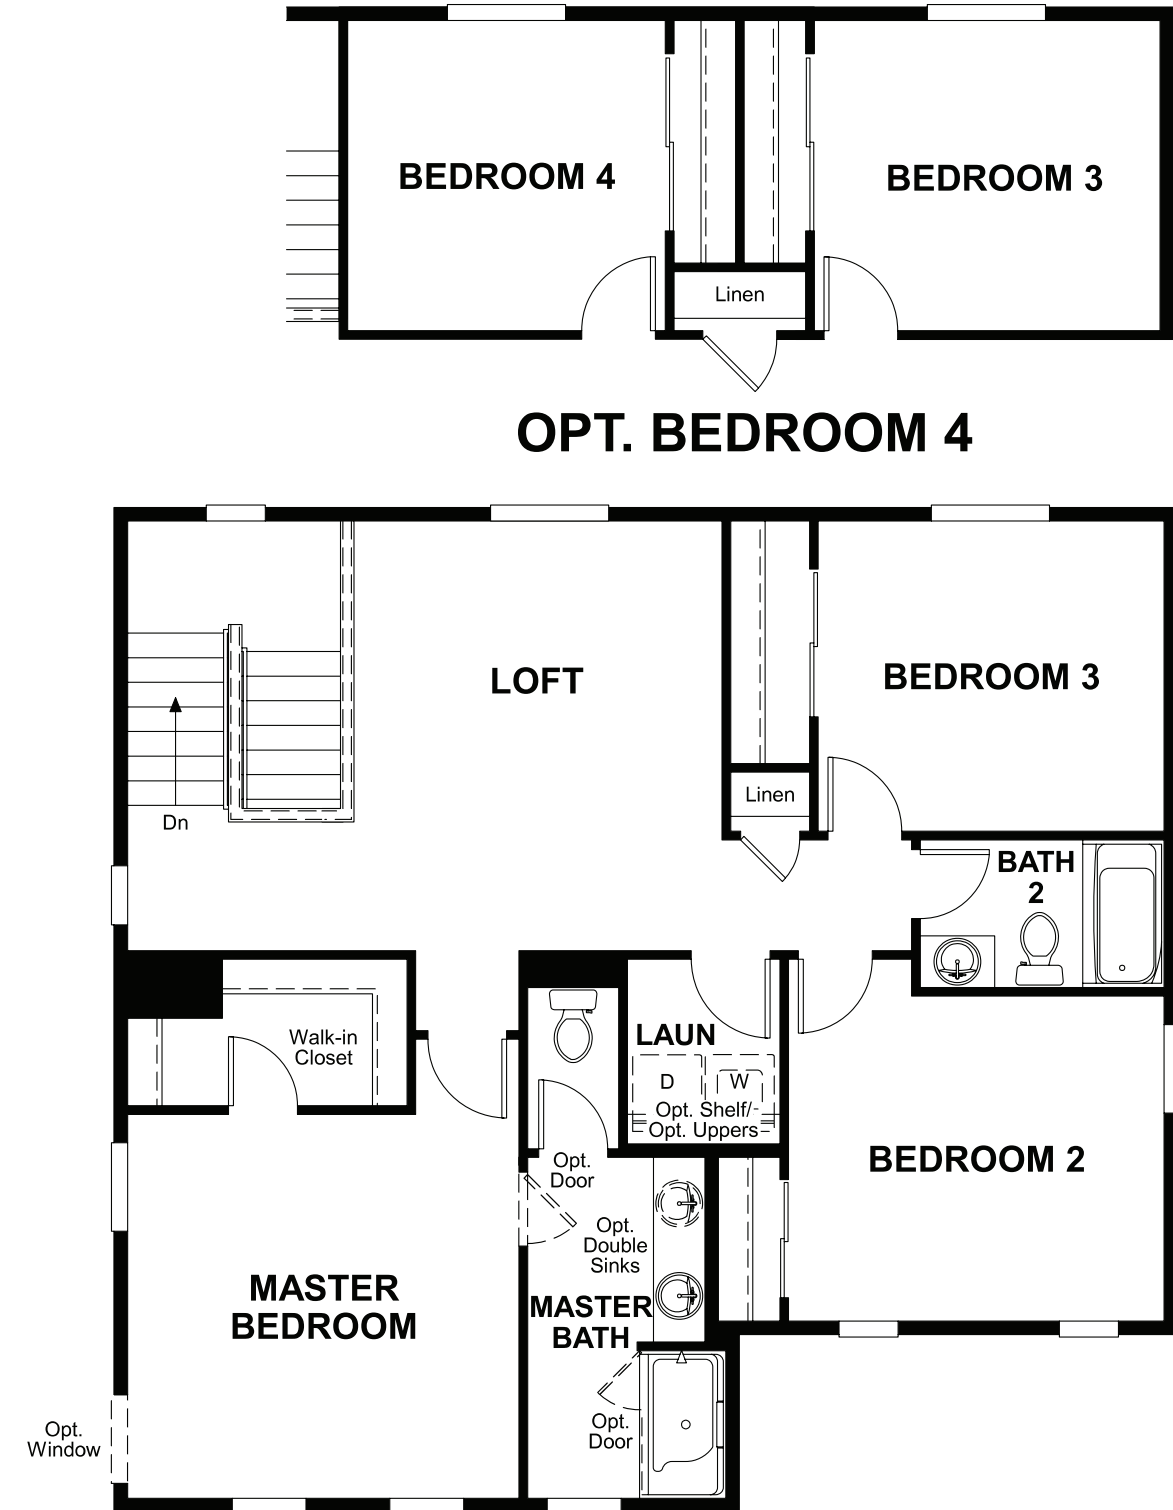 BEDROOM 4
BEDROOM 3
Linen
OPT. BEDROOM 4
LOFT
BEDROOM 3
Dn
Linen
BATH
2
Walk-in
Closet
LAUN
D
W
Opt. Shelf/
Opt. Uppers
BEDROOM 2
Opt.
Door
Opt.
Double
Sinks
MASTER
BEDROOM
MASTER
BATH
Opt.
Door
Opt.
Window